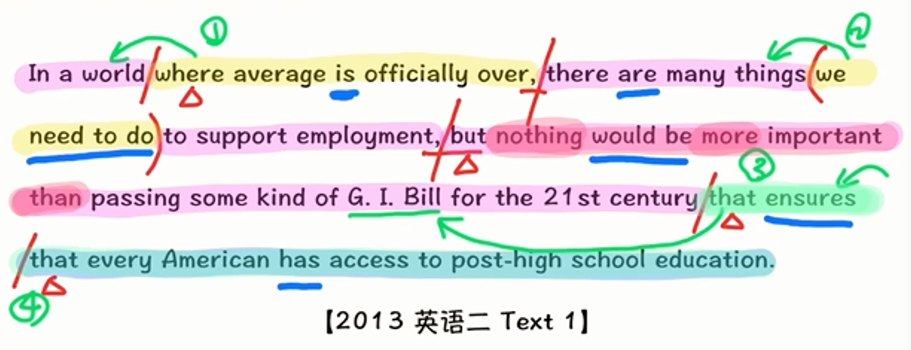 ①
②
In a world where average is officially over, there are many things we
need to do to support employment, but nothing would be more important
③
than passing some kind of G. I. Bill for the 21st century that ensures
that every American has access to post-high school education.
④
【2013 英语二 Text 1】